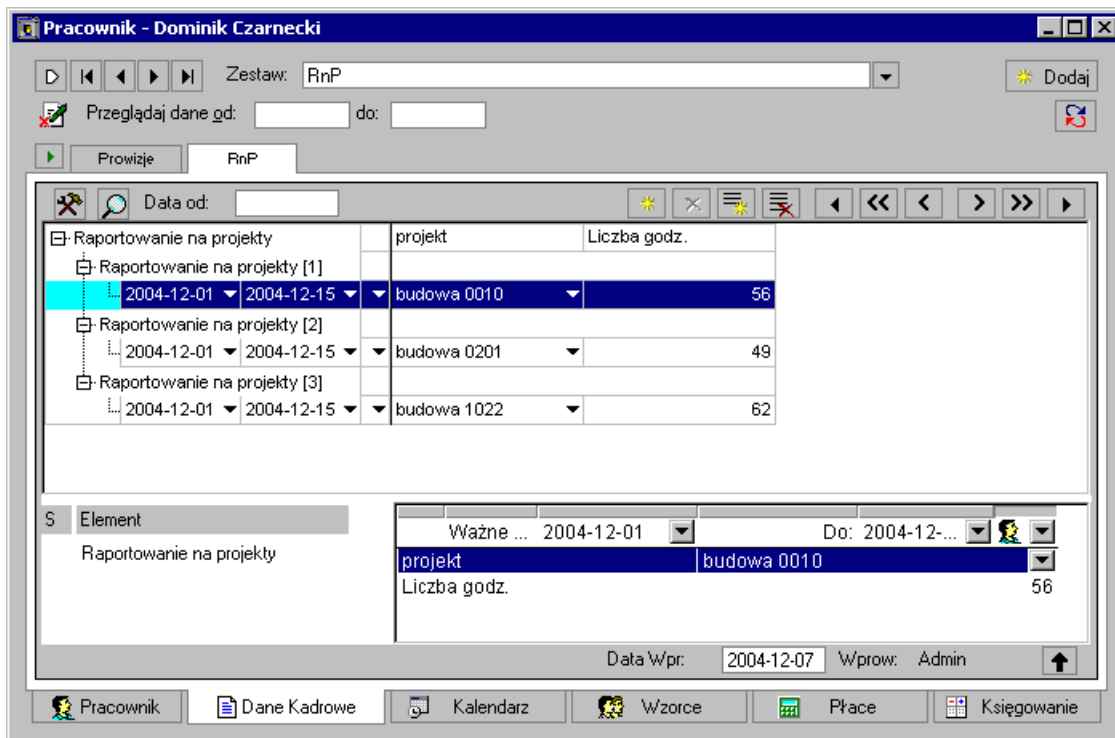 Pracownik - Dominik Czarnecki
Zestaw: RnP Dodaj
Przeglądaj dane od: do:
Prowizje RnP
Data od:
Raportowanie na projekty projekt Liczba godz.
Raportowanie na projekty [1]
2004-12-01 2004-12-15 budowa 0010 56
Raportowanie na projekty [2]
2004-12-01 2004-12-15 budowa 0201 49
Raportowanie na projekty [3]
2004-12-01 2004-12-15 budowa 1022 62
S Element
Ważne ... 2004-12-01 Do: 2004-12-...
Raportowanie na projekty
projekt budowa 0010
Liczba godz. 56
Data Wpr: 2004-12-07 Wprow: Admin
Pracownik Dane Kadrowe Kalendarz Wzorce Płace Księgowanie